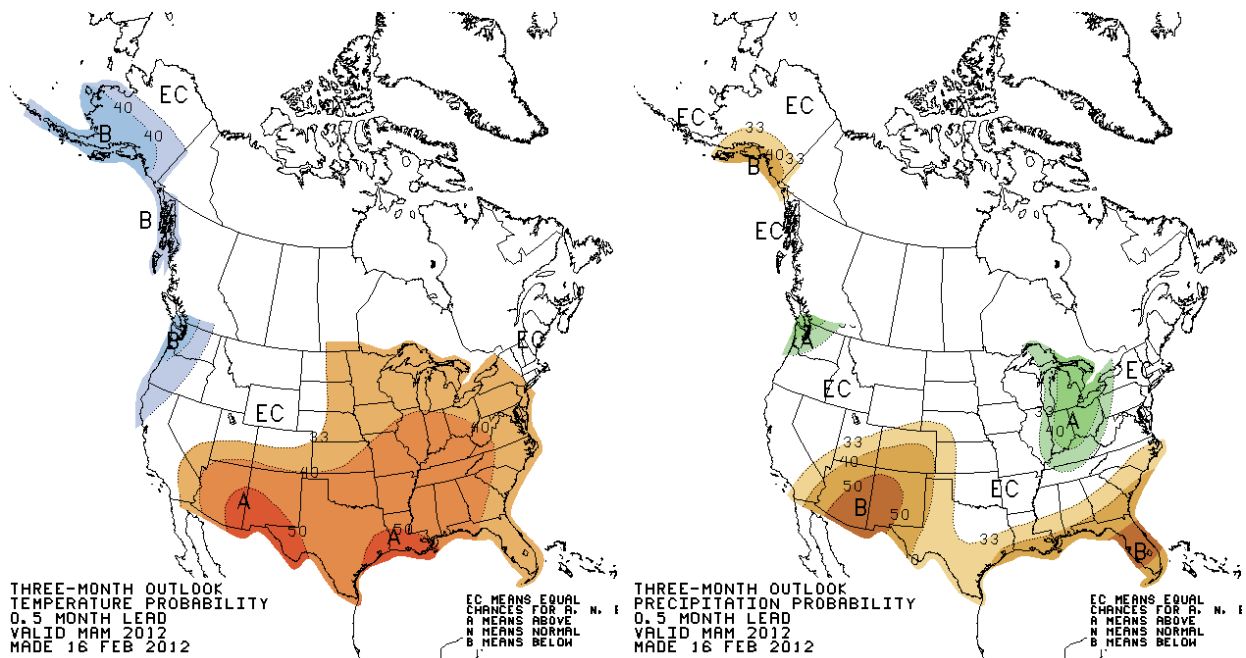 EC
40
B
40
B
B
EC
EC
33
40
40
A
50
50
A
THREE-MONTH OUTLOOK
TEMPERATURE PROBABILITY
0.5 MONTH LEAD
VALID MAM 2012
MADE 16 FEB 2012
EC MEANS EQUAL
CHANCES FOR A, N,
A MEANS ABOVE
N MEANS NORMAL
B MEANS BELOW
EC
EC
33
40
33
B
EC
A
EC
EC
33
A
40
33
40
50
EC
B
50
33
B
THREE-MONTH OUTLOOK
PRECIPITATION PROBABILITY
0.5 MONTH LEAD
VALID MAM 2012
MADE 16 FEB 2012
EC MEANS EQUAL
CHANCES FOR A, N,
A MEANS ABOVE
N MEANS NORMAL
B MEANS BELOW